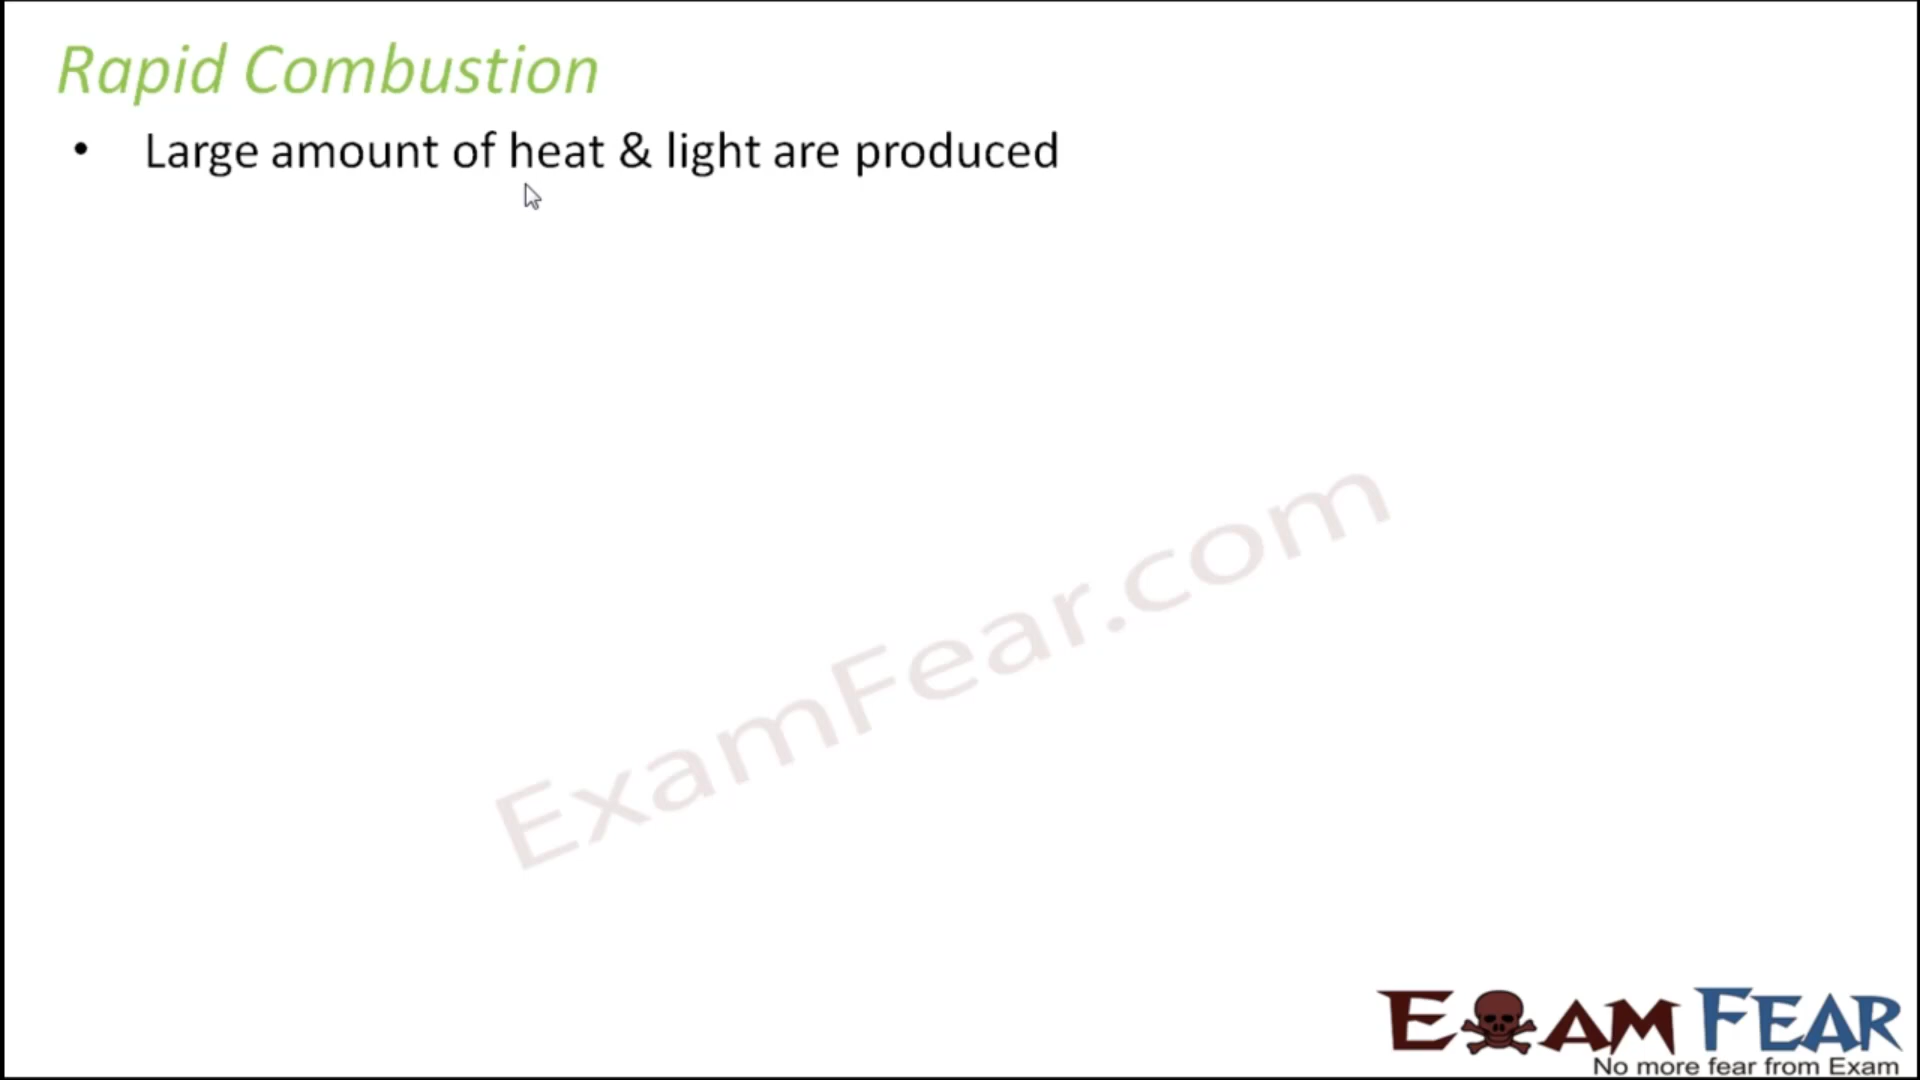 Rapid Combustion
• Large amount of heat & light are produced
ExamFear.com
EXAM FEAR
No more fear from Exam